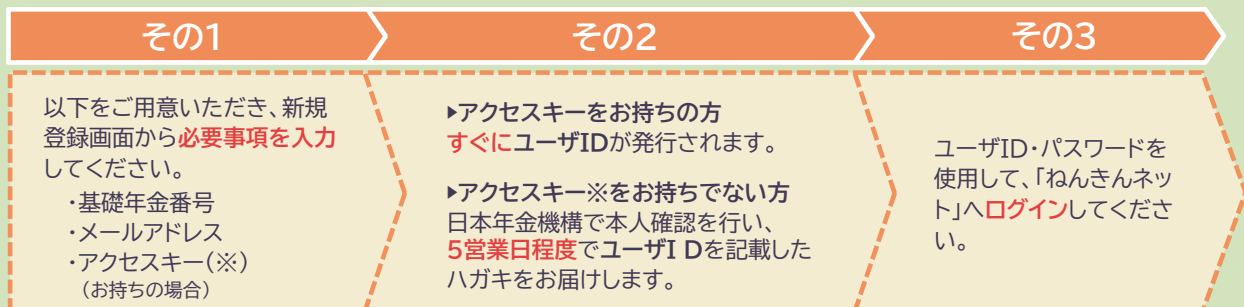 その1
その2
その3
以下をご用意いただき、新規
登録画面から必要事項を入力
してください。
・基礎年金番号
・メールアドレス
・アクセスキー(※)
(お持ちの場合)
▶アクセスキーをお持ちの方
すぐにユーザIDが発行されます。
▶アクセスキー※をお持ちでない方
日本年金機構で本人確認を行い、
5営業日程度でユーザI Dを記載した
ハガキをお届けします。
ユーザID・パスワードを
使用して、「ねんきんネッ
ト」へログインしてくださ
い。